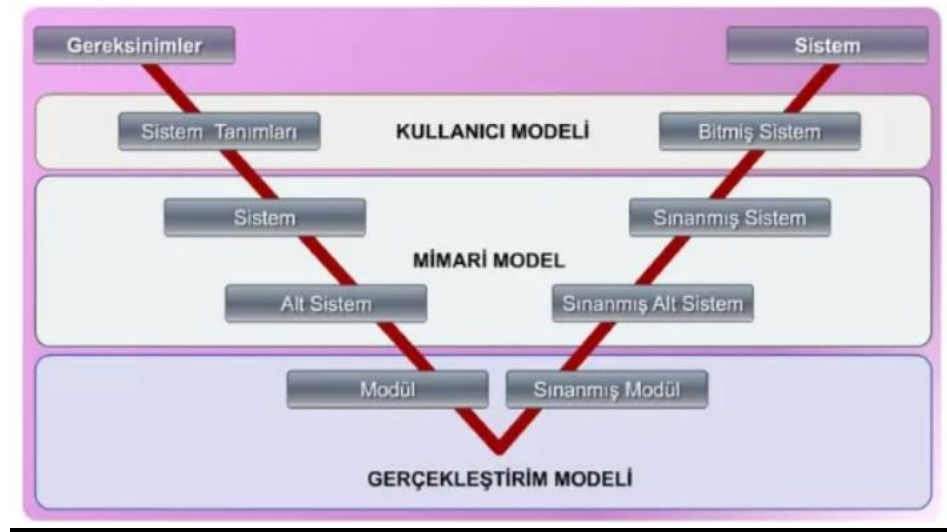 Gereksinimler
Sistem
Sistem Tanımları
KULLANICI MODELİ
Bitmiş Sistem
Sistem
Sınanmış Sistem
MİMARİ MODEL
Alt Sistem
Sınanmış Alt Sistem
Modül
Sınanmış Modül
GERÇEKLEŞTİRİM MODELİ